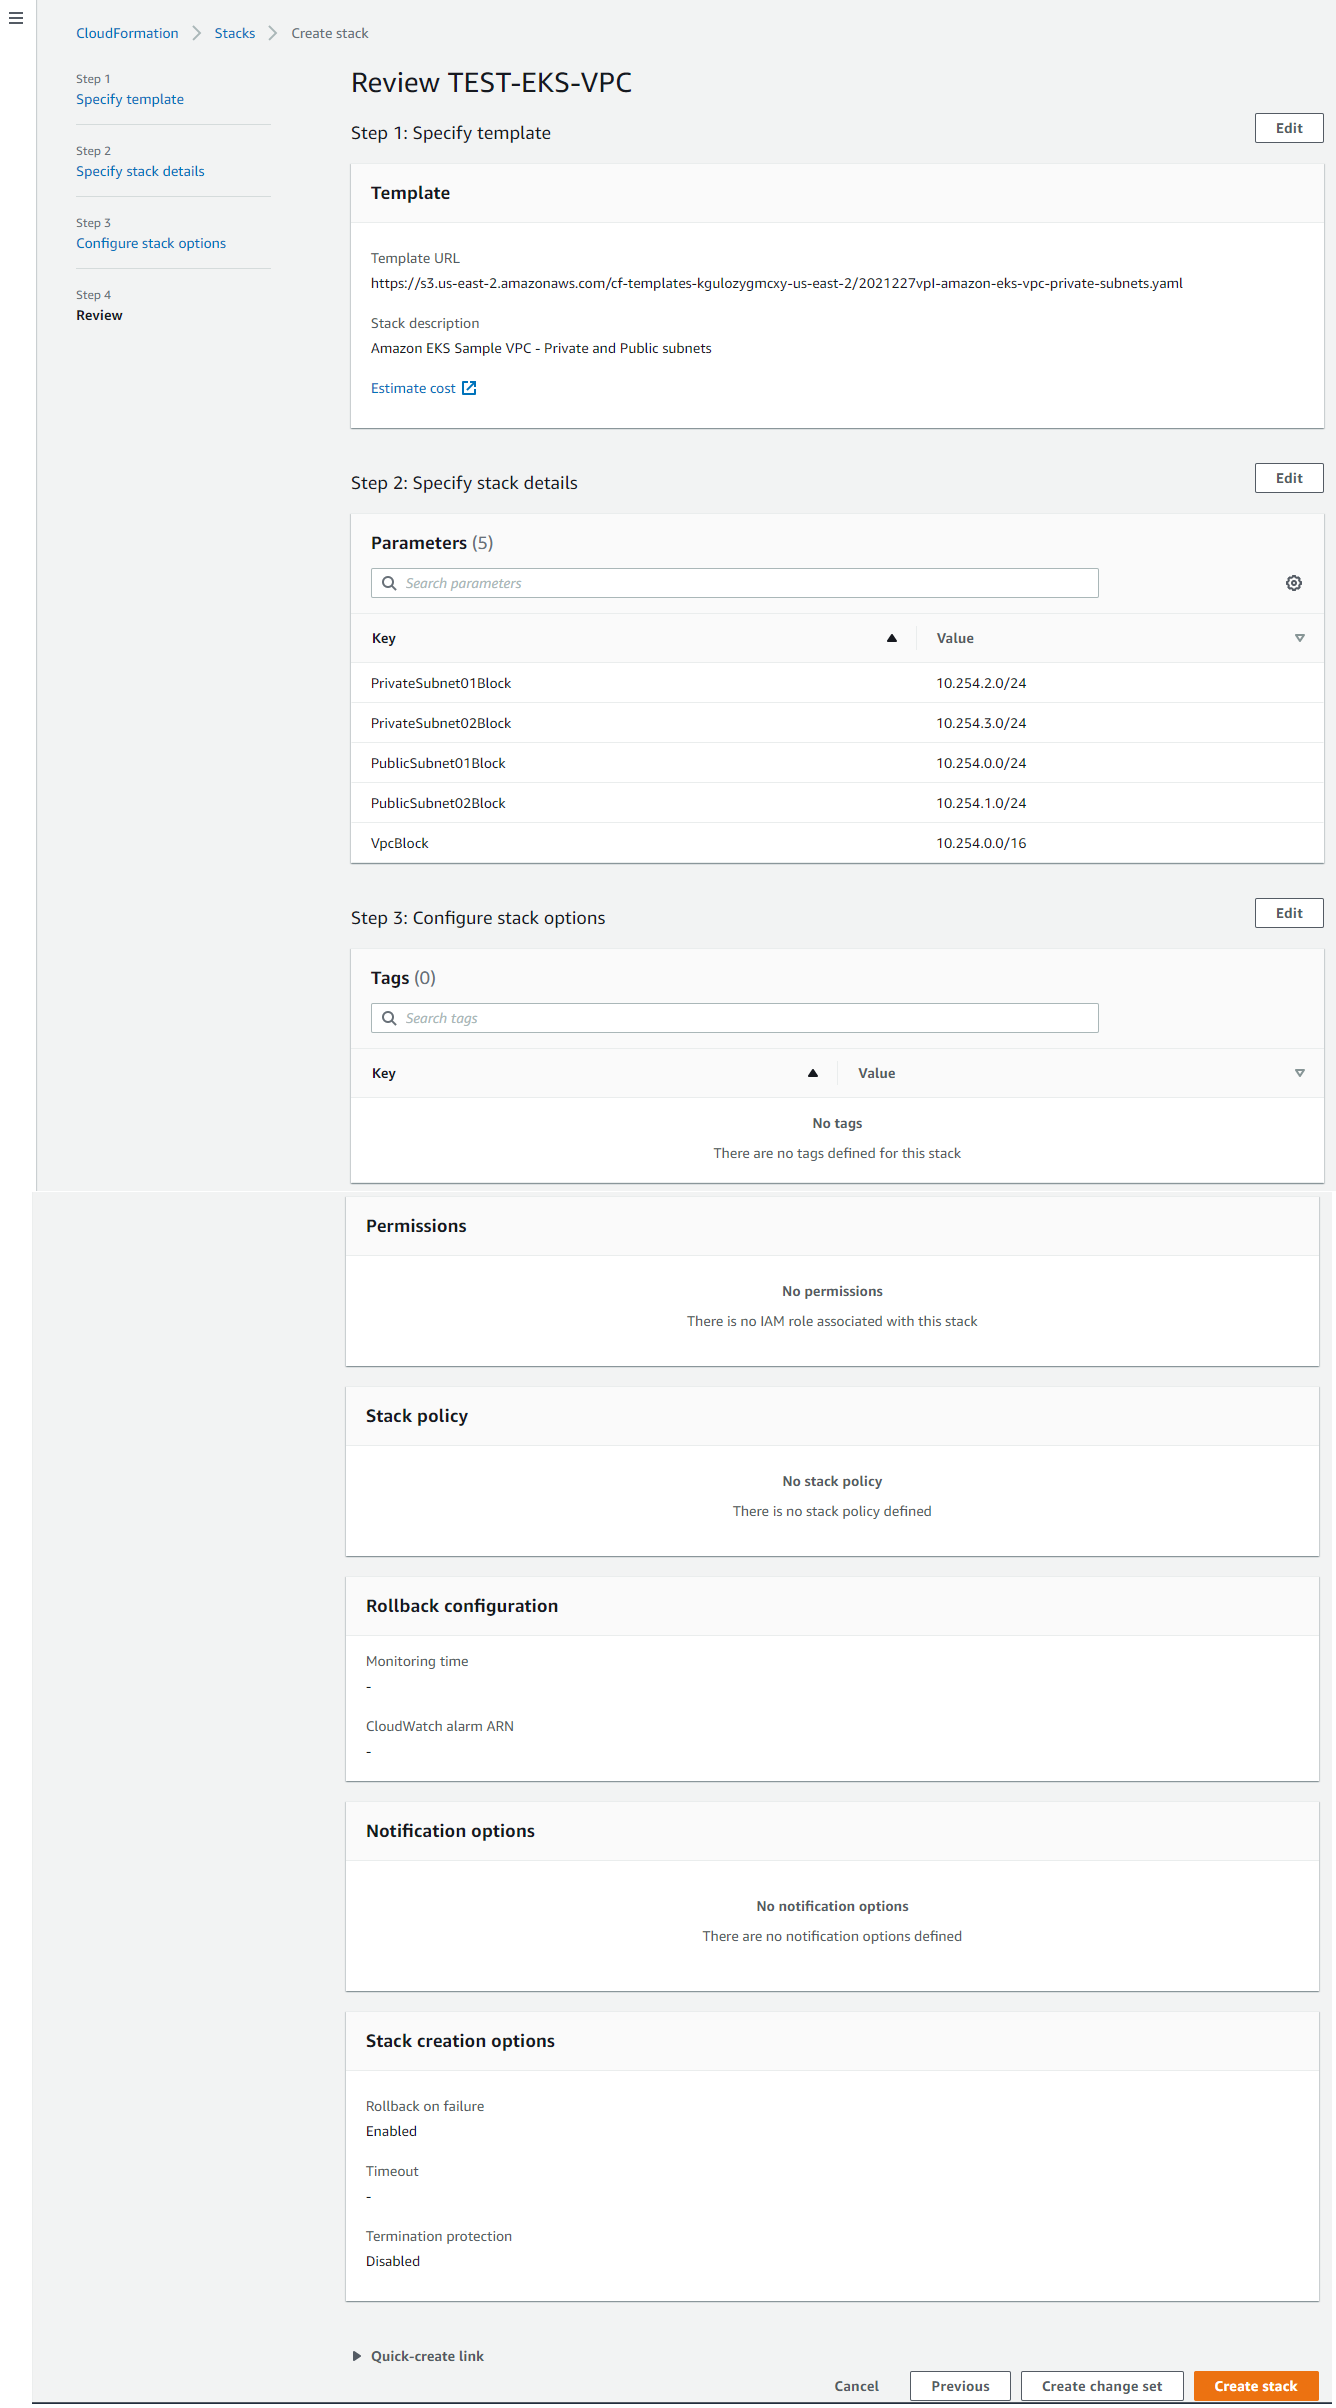 CloudFormation > Stacks > Create stack
Step 1
Specify template
Step 2
Specify stack details
Step 3
Configure stack options
Step 4
Review
Review TEST-EKS-VPC
Step 1: Specify template
Edit
Template
Template URL
https://s3.us-east-2.amazonaws.com/cf-templates-kgulozygmcxy-us-east-2/2021227vpI-amazon-eks-vpc-private-subnets.yaml
Stack description
Amazon EKS Sample VPC - Private and Public subnets
Estimate cost
Step 2: Specify stack details
Edit
Parameters (5)
Search parameters
Key Value
PrivateSubnet01Block 10.254.2.0/24
PrivateSubnet02Block 10.254.3.0/24
PublicSubnet01Block 10.254.0.0/24
PublicSubnet02Block 10.254.1.0/24
VpcBlock 10.254.0.0/16
Step 3: Configure stack options
Edit
Tags (0)
Search tags
Key Value
No tags
There are no tags defined for this stack
Permissions
No permissions
There is no IAM role associated with this stack
Stack policy
No stack policy
There is no stack policy defined
Rollback configuration
Monitoring time
-
CloudWatch alarm ARN
-
Notification options
No notification options
There are no notification options defined
Stack creation options
Rollback on failure
Enabled
Timeout
-
Termination protection
Disabled
Quick-create link
Cancel Previous Create change set Create stack